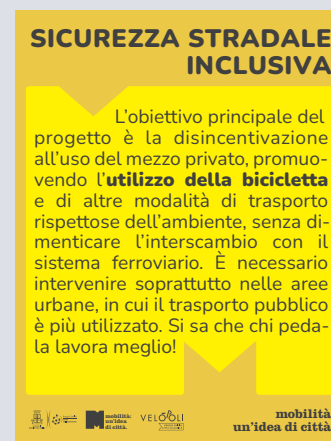 SICUREZZA STRADALE
INCLUSIVA
L'obiettivo principale del
progetto è la disincentivazione
all'uso del mezzo privato, promuo-
vendo l'utilizzo della bicicletta
e di altre modalità di trasporto
rispettose dell'ambiente, senza di-
menticare l'interscambio con il
sistema ferroviario. È necessario
intervenire soprattutto nelle aree
urbane, in cui il trasporto pubblico
è più utilizzato. Si sa che chi peda-
la lavora meglio!
mobilità:
un'idea
di città.
VELOOLI
mobilità
un'idea di città